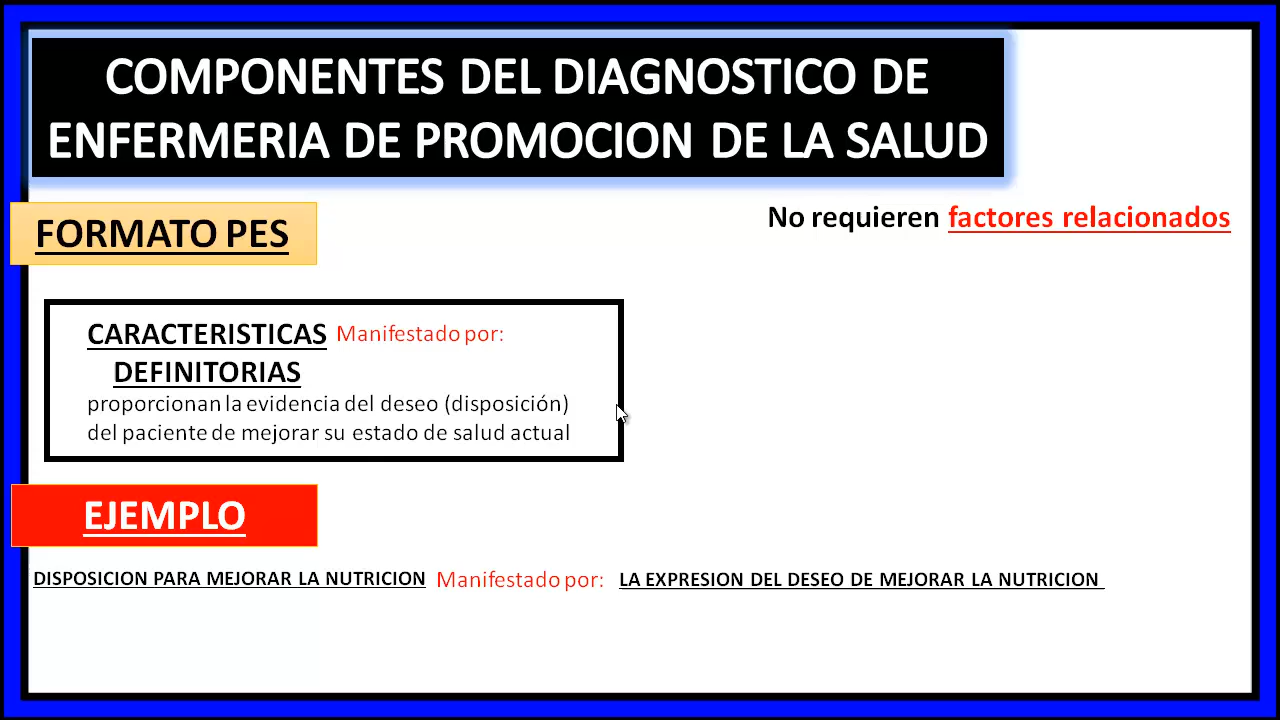 COMPONENTES DEL DIAGNOSTICO DE
ENFERMERIA DE PROMOCION DE LA SALUD
FORMATO PES
No requieren factores relacionados
CARACTERISTICAS Manifestado por:
DEFINITORIAS
proporcionan la evidencia del deseo (disposición)
del paciente de mejorar su estado de salud actual
EJEMPLO
DISPOSICION PARA MEJORAR LA NUTRICION Manifestado por: LA EXPRESION DEL DESEO DE MEJORAR LA NUTRICION